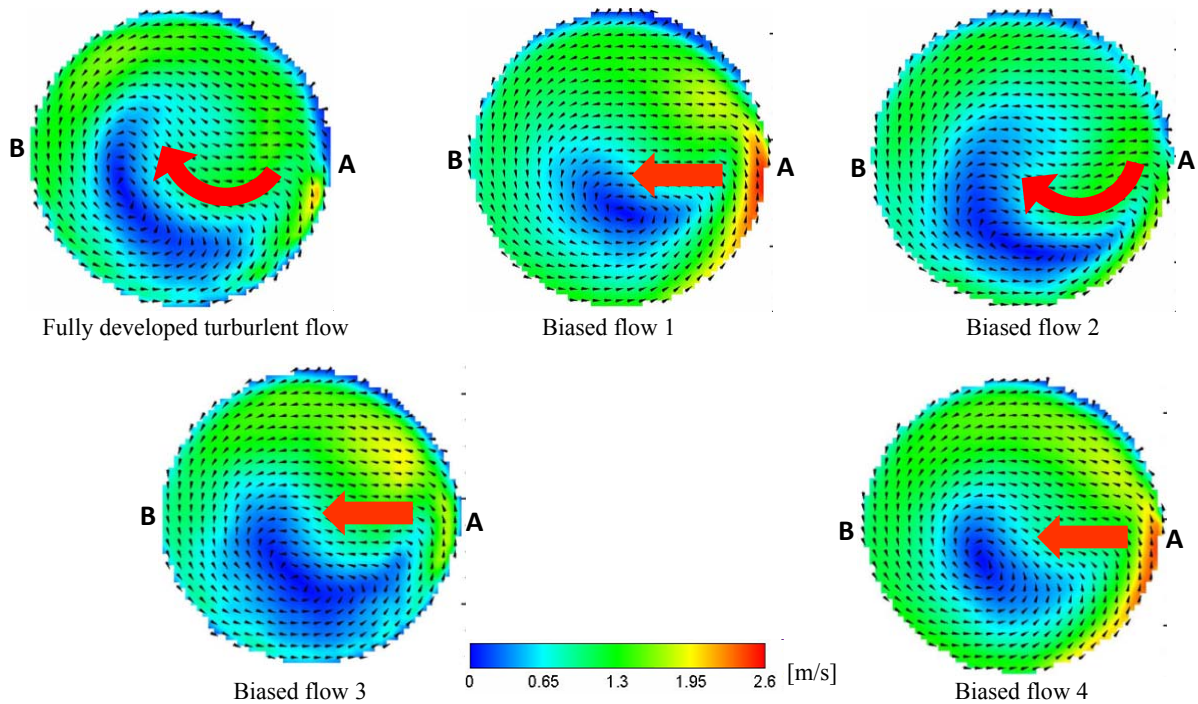 B
A
B
A
B
A
Fully developed turburlent flow
Biased flow 1
Biased flow 2
B
A
B
A
[m/s]
0 0.65 1.3 1.95 2.6
Biased flow 3
Biased flow 4